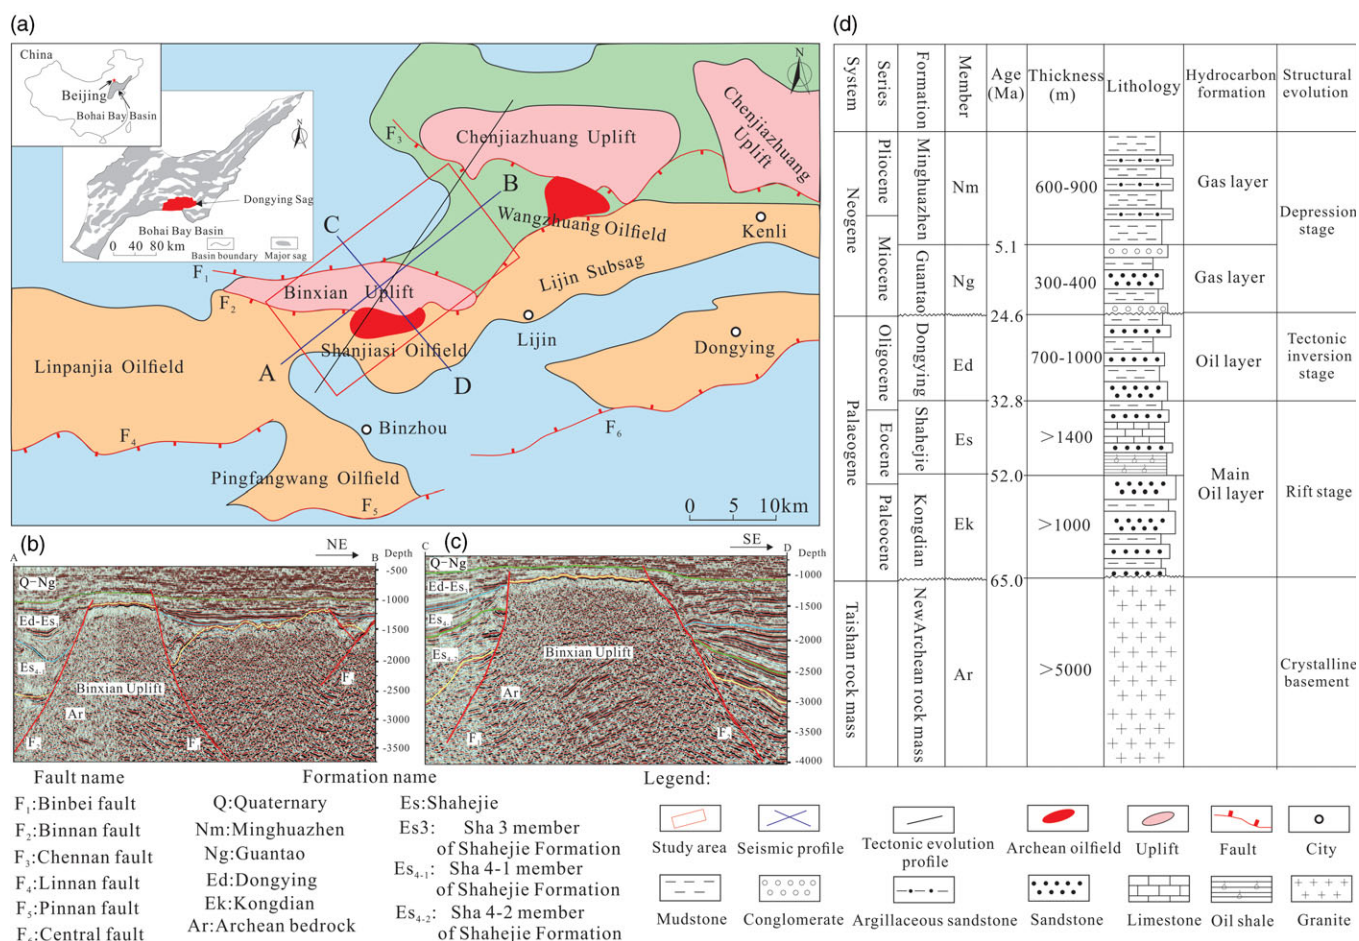 (a)
China
Beijing
Bohai Bay Basin
N
Dongying Sag
Bohai Bay Basin
0 40 80 km
Basin boundary
Major sag
N
F3
Chenjiazhuang Uplift
Chenjiazhuang Uplift
B
C
Wangzhuang Oilfield
Kenli
F1
F2
Binxian Uplift
Lijin Subsag
Lijin
Shanjiasi Oilfield
Linpanjia Oilfield
A
D
Dongying
F4
Binzhou
F6
Pingfangwang Oilfield
F5
0 5 10km
(b)
A
NE
B
Depth
Q-Ng
Ed-Es
Es4-
Binxian Uplift
Ar
F
F
F
-500
-1000
-1500
-2000
-2500
-3000
-3500
(c)
C
SE
D
Depth
Q-Ng
Ed-Es
Es4-
Es4-2
Binxian Uplift
Ar
F
F
-1000
-1500
-2000
-2500
-3000
-3500
-4000
(d)
System
Series
Formation
Member
Age (Ma)
Thickness (m)
Lithology
Hydrocarbon formation
Structural evolution
Neogene
Pliocene
Minghuazhen
Nm
600-900
Gas layer
Depression stage
5.1
Miocene
Guantao
Ng
300-400
Gas layer
24.6
Palaeogene
Oligocene
Dongying
Ed
700-1000
Oil layer
Tectonic inversion stage
32.8
Eocene
Shahejie
Es
>1400
Main Oil layer
Rift stage
52.0
Paleocene
Kongdian
Ek
>1000
65.0
Taishan rock mass
NewArchean rock mass
Ar
>5000
Crystalline basement
Fault name
F1:Binbei fault
F2:Binnan fault
F3:Chennan fault
F4:Linnan fault
F5:Pinnan fault
F6:Central fault
Formation name
Q:Quaternary
Nm:Minghuazhen
Ng:Guantao
Ed:Dongying
Ek:Kongdian
Ar:Archean bedrock
Es:Shahejie
Es3: Sha 3 member
of Shahejie Formation
Es4-1: Sha 4-1 member
of Shahejie Formation
Es4-2: Sha 4-2 member
of Shahejie Formation
Legend:
Study area
Seismic profile
Tectonic evolution
profile
Archean oilfield
Uplift
Fault
City
Mudstone
Conglomerate
Argillaceous sandstone
Sandstone
Limestone
Oil shale
Granite